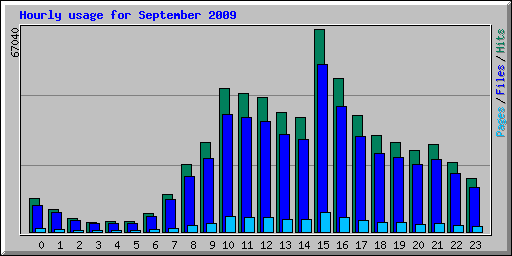 Hourly usage for September 2009
67040
Pages / Files / Hits
0 1 2 3 4 5 6 7 8 9 10 11 12 13 14 15 16 17 18 19 20 21 22 23